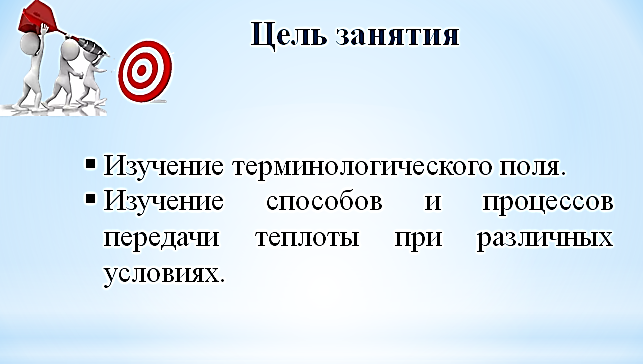 Цель занятия
▪ Изучение терминологического поля.
▪ Изучение способов и процессов
передачи теплоты при различных
условиях.